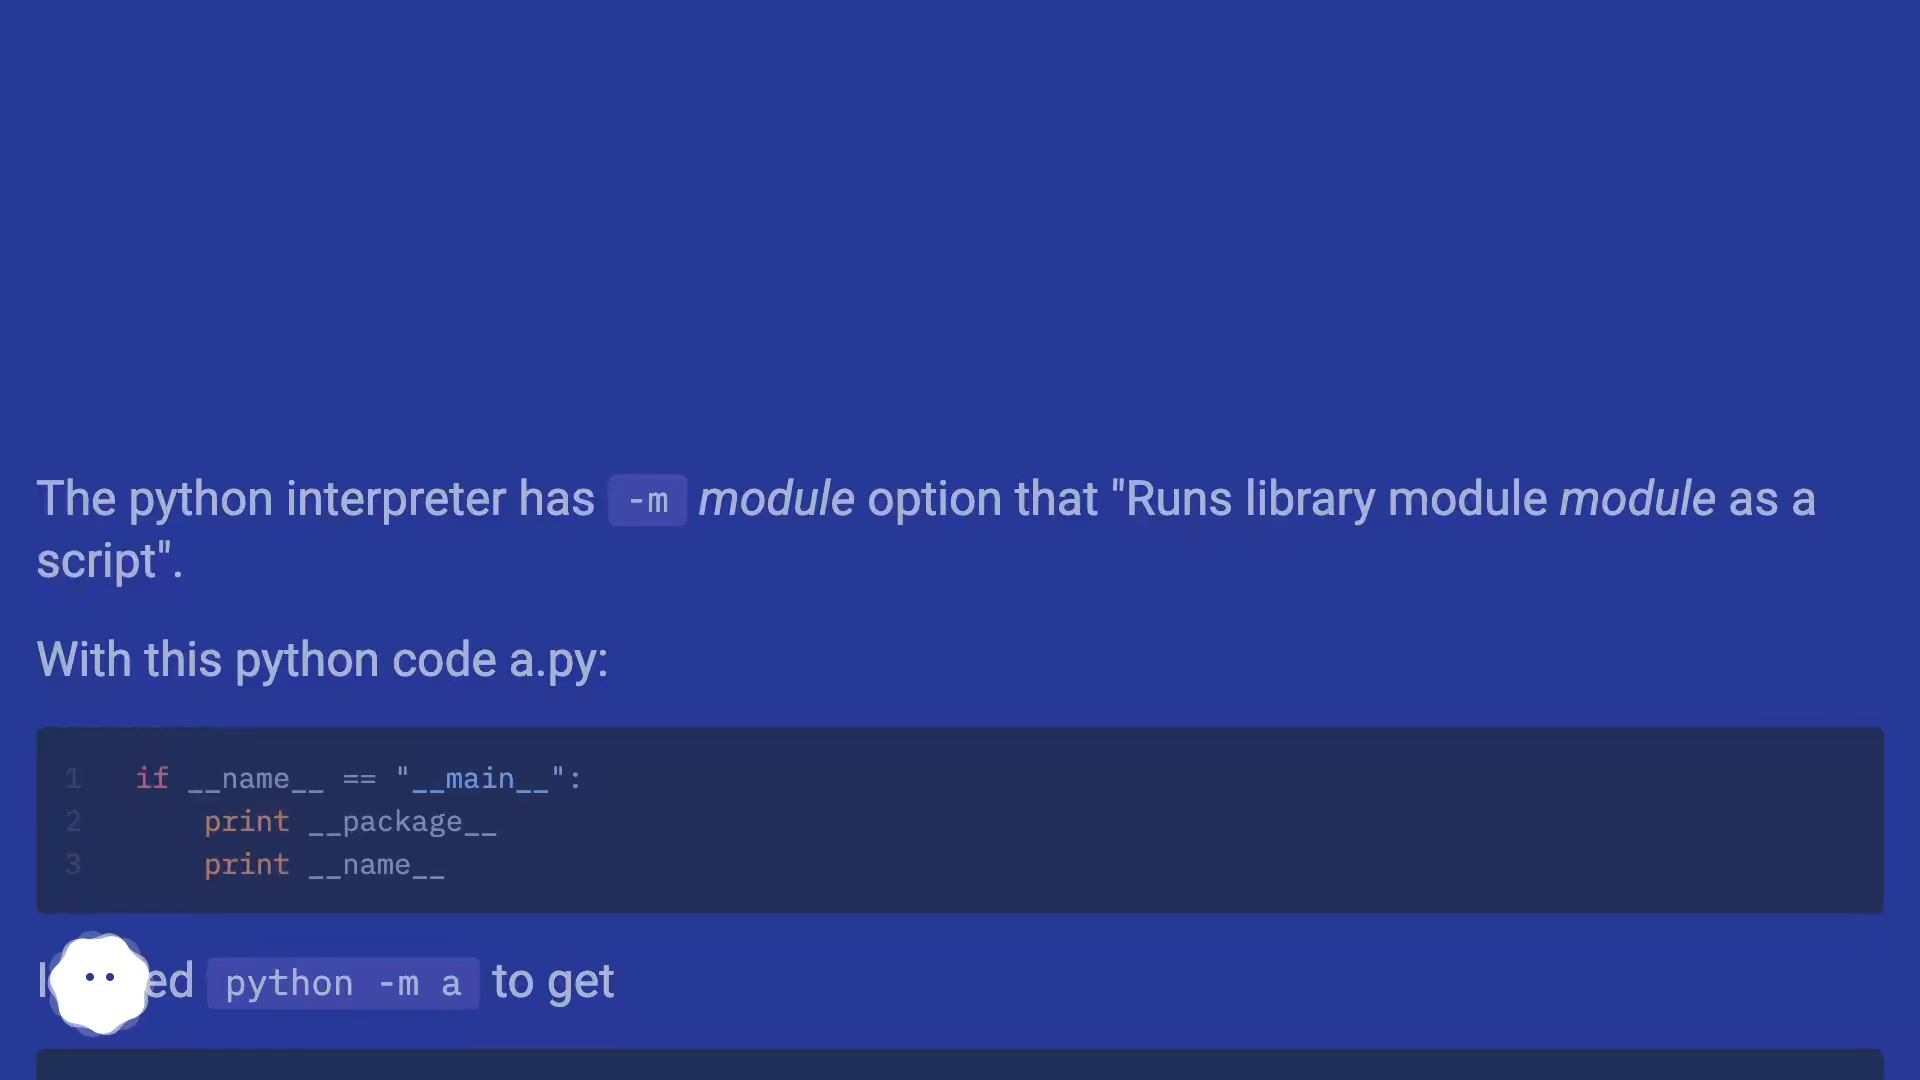 The python interpreter has -m module option that "Runs library module module as a
script".
With this python code a.py:
1 if __name__ == "__main__":
2 print __package__
3 print __name__
I ed python -m a to get